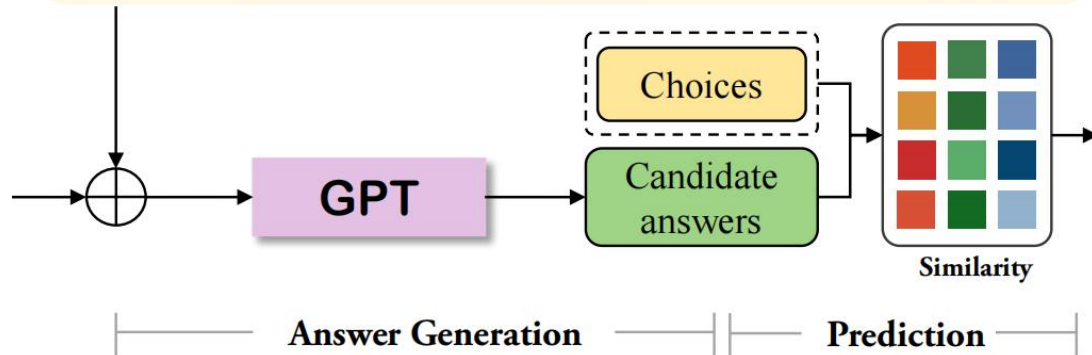 Choices
GPT
Candidate
answers
Similarity
Answer Generation
Prediction